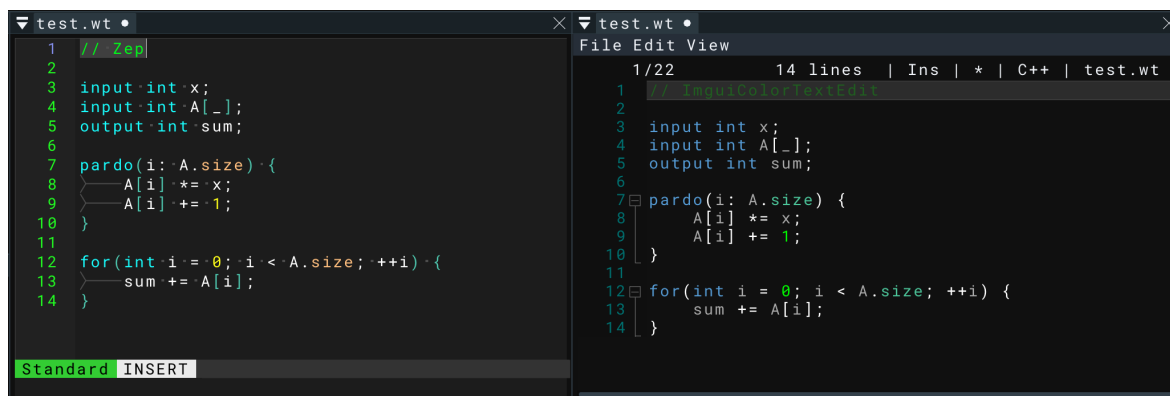 test.wt
1 // Zep
2
3 input int x;
4 input int A[_];
5 output int sum;
6
7 pardo(i: A.size) {
8 A[i] *= x;
9 A[i] += 1;
10 }
11
12 for(int i = 0; i < A.size; ++i) {
13 sum += A[i];
14 }
Standard INSERT
test.wt
File Edit View
1/22 14 lines | Ins | * | C++ | test.wt
1 // ImguiColorTextEdit
2
3 input int x;
4 input int A[_];
5 output int sum;
6
7 pardo(i: A.size) {
8 A[i] *= x;
9 A[i] += 1;
10 }
11
12 for(int i = 0; i < A.size; ++i) {
13 sum += A[i];
14 }